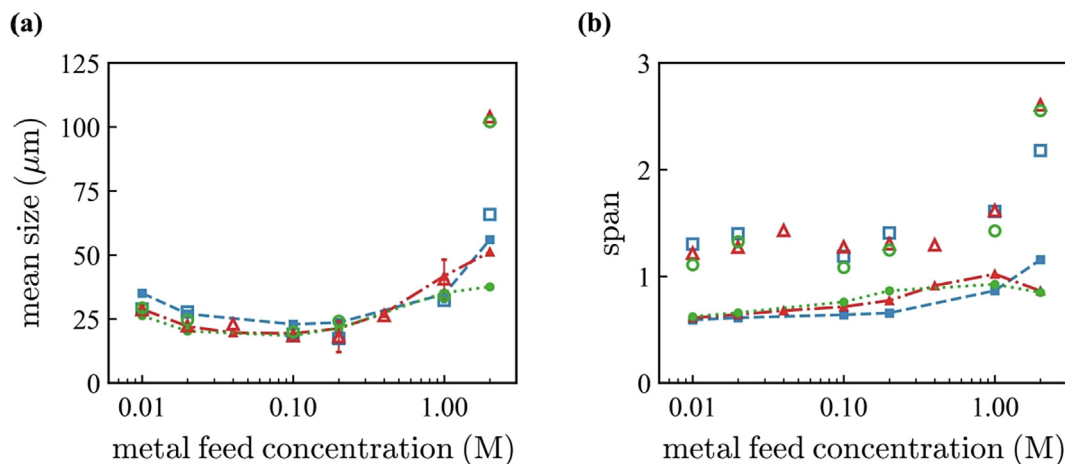 (a)
(b)
125
100
75
50
25
0
mean size (μm)
0.01
0.10
1.00
metal feed concentration (M)
3
2
1
0
span
0.01
0.10
1.00
metal feed concentration (M)